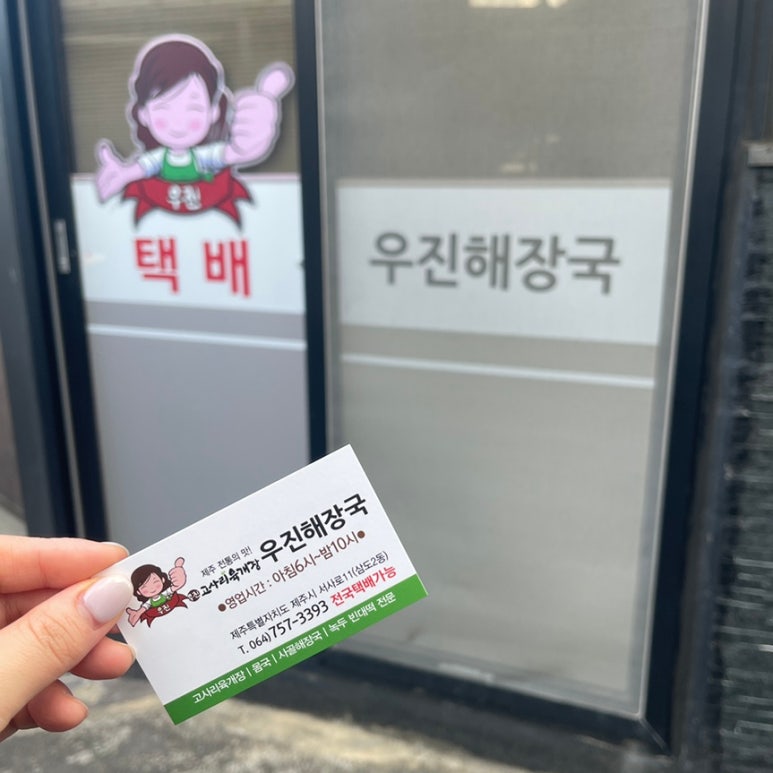 우진
택배
우진해장국
제주 전통의 맛!
고사리육개장 우진해장국
●영업시간 : 아침6시-밤10시●
우진
제주특별자치도 제주시 서사로11(삼도2동)
T. 064)757-3393 전국택배가능
고사리육개장 | 몸국 | 사골해장국 | 녹두 빈대떡 전문